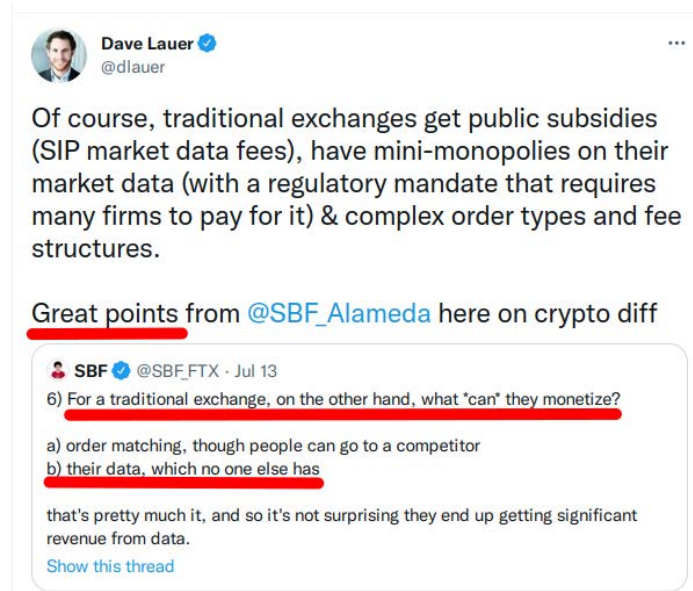 Dave Lauer
@dlauer
Of course, traditional exchanges get public subsidies
(SIP market data fees), have mini-monopolies on their
market data (with a regulatory mandate that requires
many firms to pay for it) & complex order types and fee
structures.
Great points from @SBF_Alameda here on crypto diff
SBF @SBF_FTX · Jul 13
6) For a traditional exchange, on the other hand, what *can* they monetize?
a) order matching, though people can go to a competitor
b) their data, which no one else has
that's pretty much it, and so it's not surprising they end up getting significant
revenue from data.
Show this thread